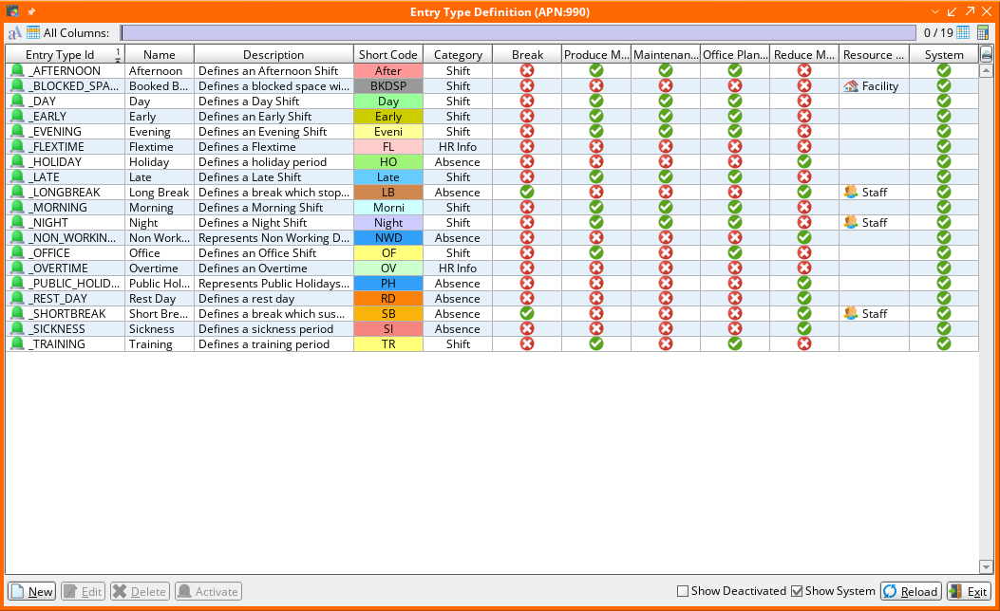 Entry Type Definition (APN:990)
All Columns: 0 / 19
Entry Type Id 1 Name Description Short Code Category Break Produce M... Maintenan... Office Plan... Reduce M... Resource ... System
_AFTERNOON Afternoon Defines an Afternoon Shift After Shift
_BLOCKED_SPA... Booked B... Defines a blocked space wi... BKDSP Shift Facility
_DAY Day Defines a Day Shift Day Shift
_EARLY Early Defines an Early Shift Early Shift
_EVENING Evening Defines an Evening Shift Eveni Shift
_FLEXTIME Flextime Defines a Flextime FL HR Info
_HOLIDAY Holiday Defines a holiday period HO Absence
_LATE Late Defines a Late Shift Late Shift
_LONGBREAK Long Break Defines a break which stop... LB Absence Staff
_MORNING Morning Defines a Morning Shift Morni Shift
_NIGHT Night Defines a Night Shift Night Shift Staff
_NON_WORKIN... Non Work... Represents Non Working D... NWD Absence
_OFFICE Office Defines an Office Shift OF Shift
_OVERTIME Overtime Defines an Overtime OV HR Info
_PUBLIC_HOLID... Public Hol... Represents Public Holidays... PH Absence
_REST_DAY Rest Day Defines a rest day RD Absence
_SHORTBREAK Short Bre... Defines a break which sus... SB Absence Staff
_SICKNESS Sickness Defines a sickness period SI Absence
_TRAINING Training Defines a training period TR Shift
New Edit Delete Activate Show Deactivated Show System Reload Exit